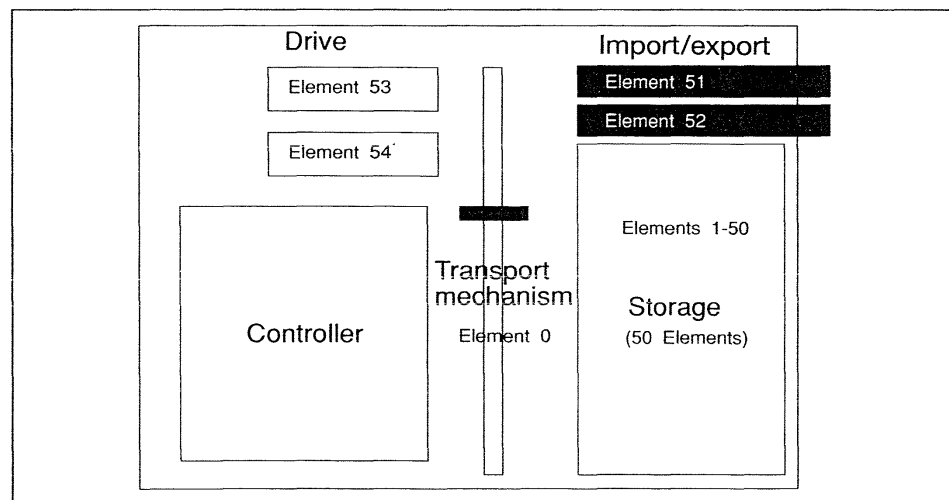 Drive
Import/export
Element 53
Element 51
Element 52
Element 54
Elements 1-50
Transport
mechanism
Storage
Controller
Element 0
(50 Elements)